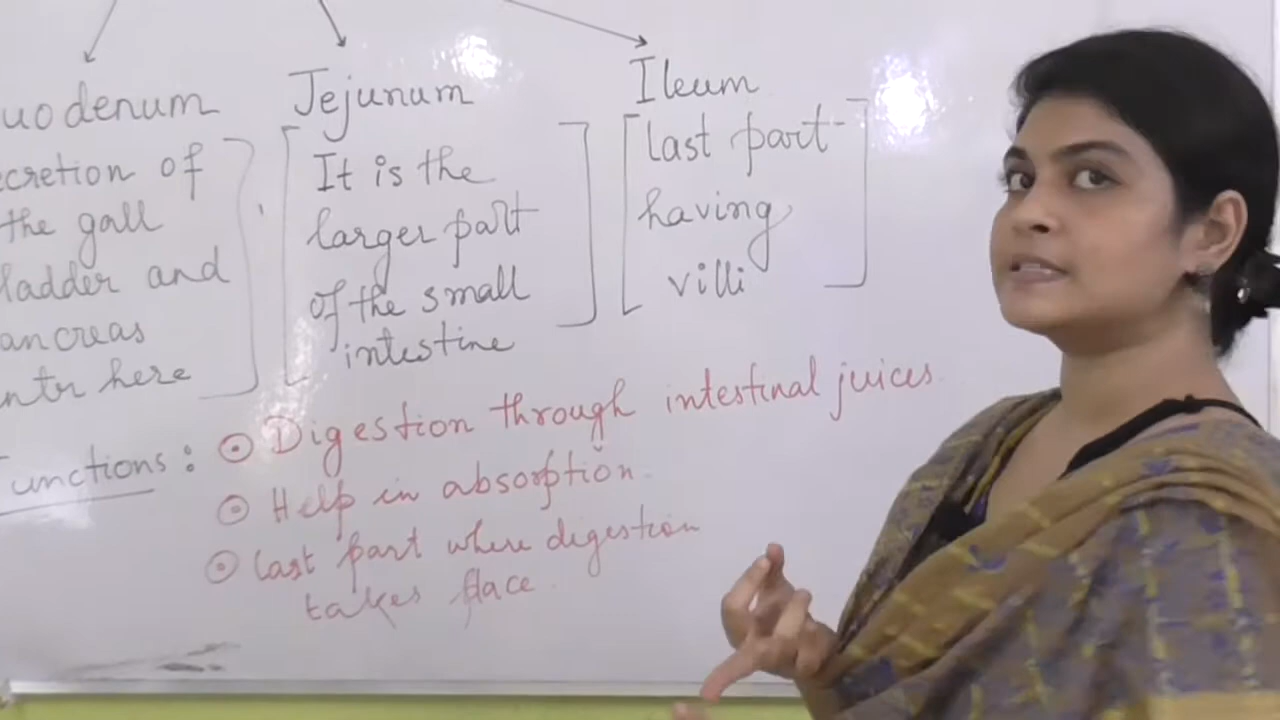 uodenum
ecretion of
the gall
ladder and
ancreas
ntr here
Jejunum
It is the
larger part
of the small
intestine
Ileum
last part
having
villi
Functions :
Digestion through intestinal juices
Help in absorption
last part where digestion
takes place